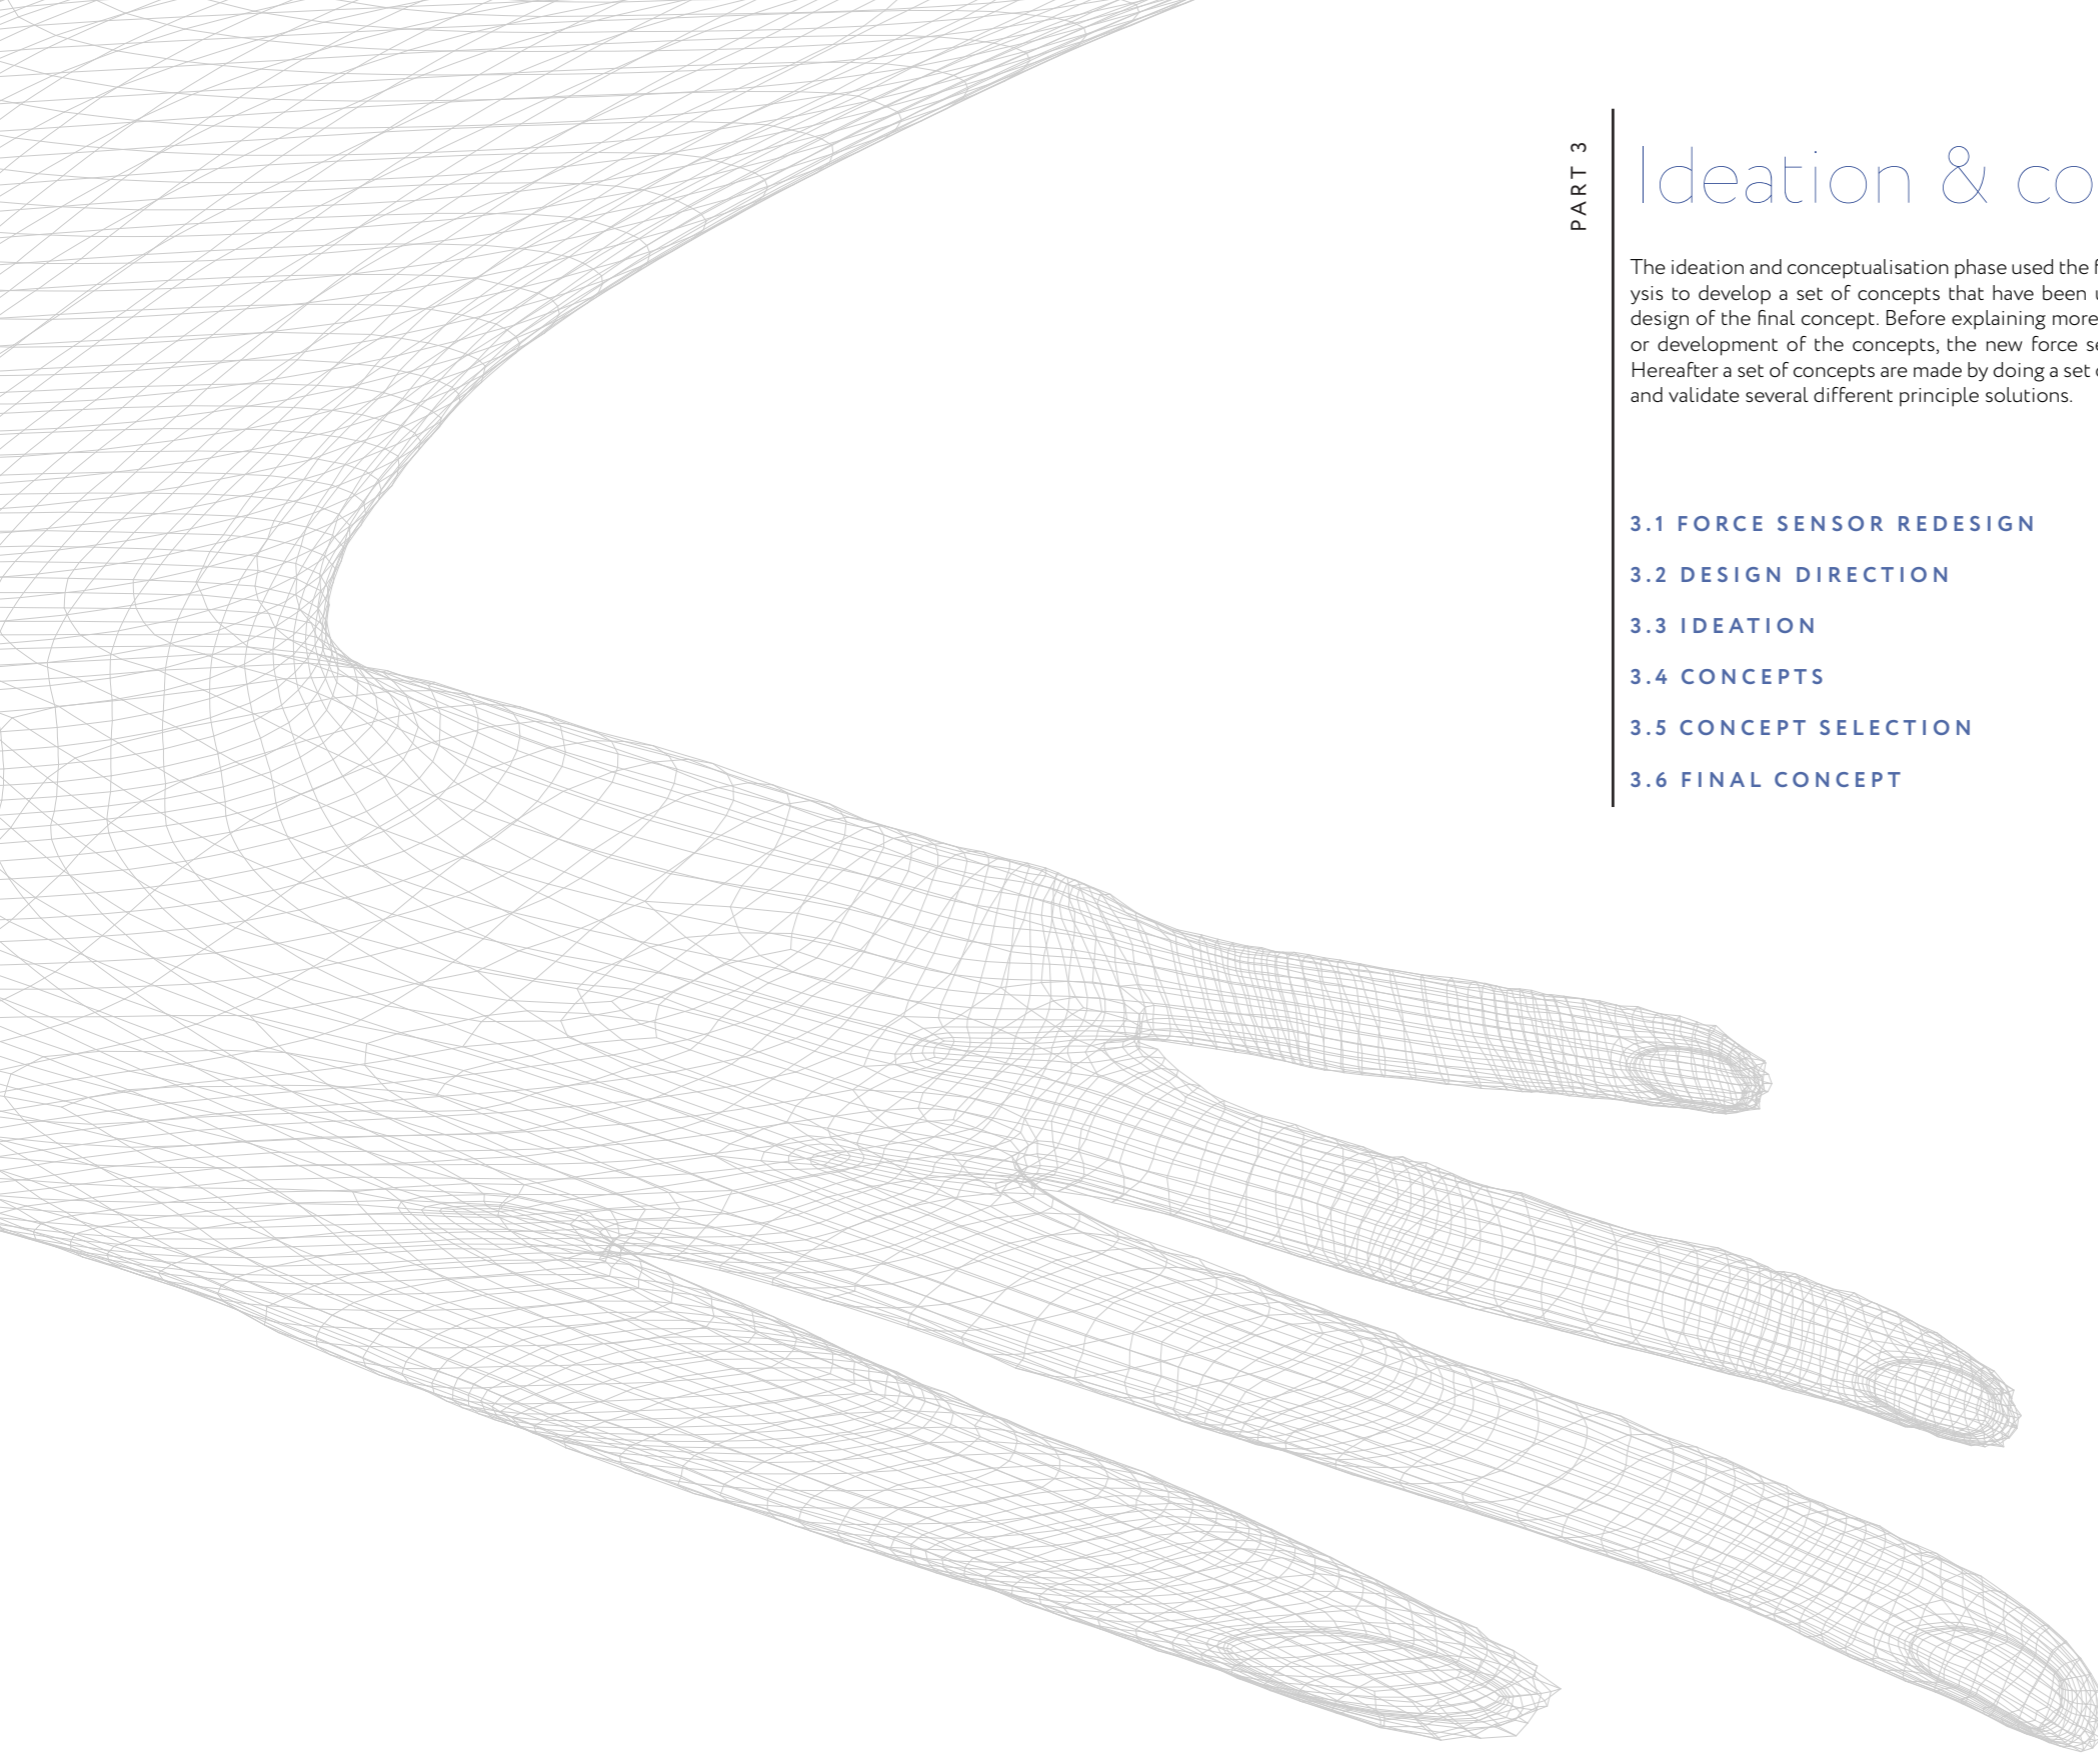 PART 3
Ideation & co
The ideation and conceptualisation phase used the
ysis to develop a set of concepts that have been
design of the final concept. Before explaining more
or development of the concepts, the new force se
Hereafter a set of concepts are made by doing a set
and validate several different principle solutions.
3.1 FORCE SENSOR REDESIGN
3.2 DESIGN DIRECTION
3.3 IDEATION
3.4 CONCEPTS
3.5 CONCEPT SELECTION
3.6 FINAL CONCEPT